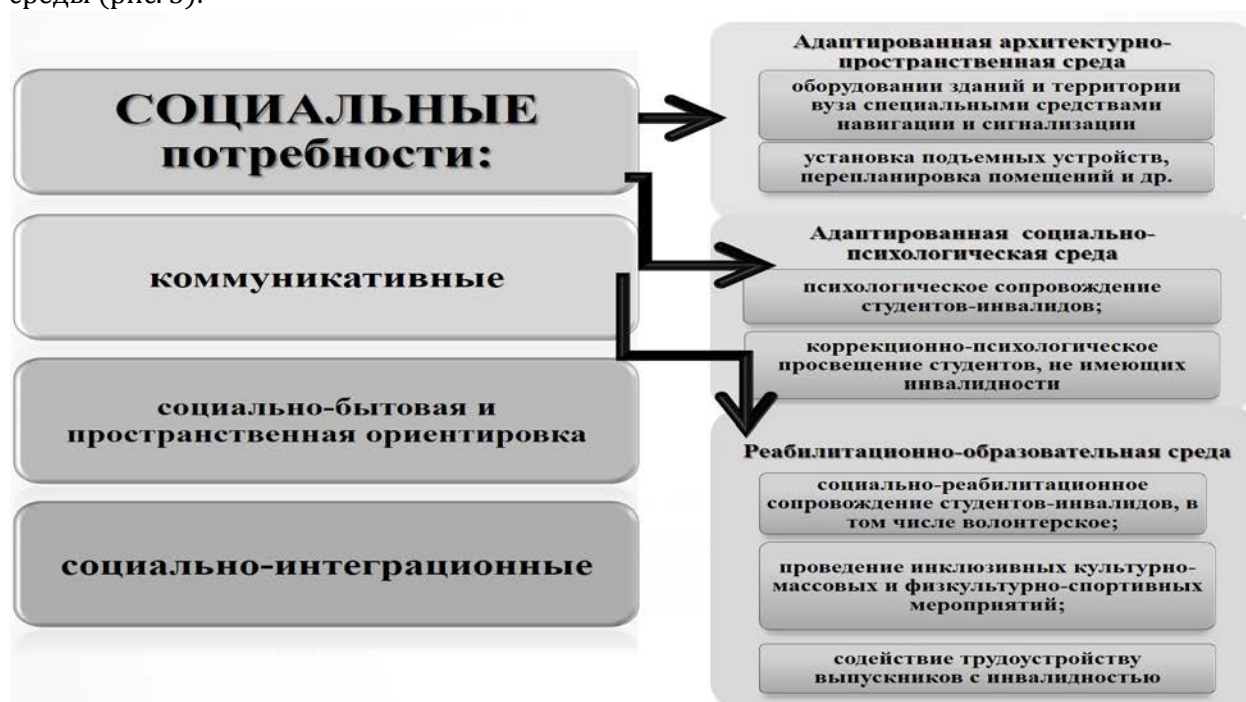 среды (рис. 3).
СОЦИАЛЬНЫЕ
потребности:
коммуникативные
социально-бытовая и
пространственная ориентировка
социально-интеграционные
Адаптированная архитектурно-
пространственная среда
оборудовании зданий и территории
вуза специальными средствами
навигации и сигнализации
установка подъемных устройств,
перепланировка помещений и др.
Адаптированная социально-
психологическая среда
психологическое сопровождение
студентов-инвалидов;
коррекционно-психологическое
просвещение студентов, не имеющих
инвалидности
Реабилитационно-образовательная среда
социально-реабилитационное
сопровождение студентов-инвалидов, в
том числе волонтерское;
проведение инклюзивных культурно-
массовых и физкультурно-спортивных
мероприятий;
содействие трудоустройству
выпускников с инвалидностью